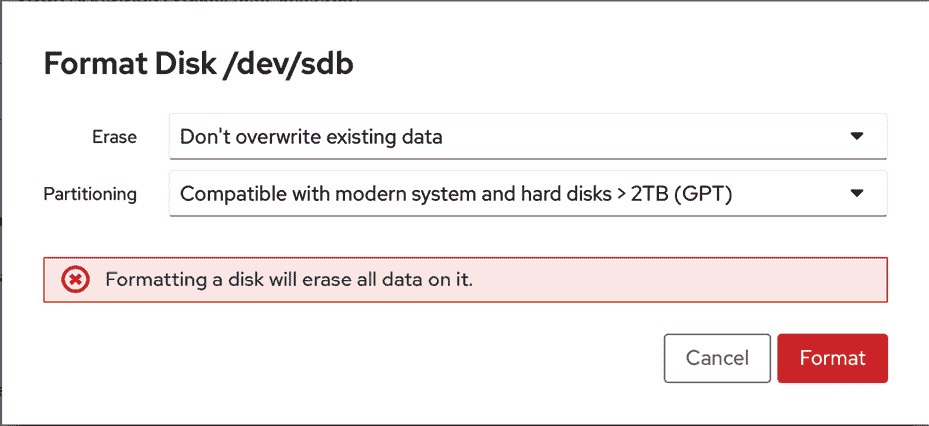 Format Disk /dev/sdb
Erase Don't overwrite existing data
Partitioning Compatible with modern system and hard disks > 2TB (GPT)
Formatting a disk will erase all data on it.
Cancel Format